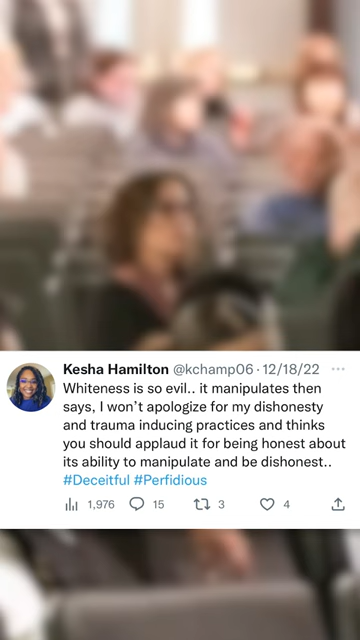 Kesha Hamilton @kchamp06 · 12/18/22 ···
Whiteness is so evil.. it manipulates then
says, I won't apologize for my dishonesty
and trauma inducing practices and thinks
you should applaud it for being honest about
its ability to manipulate and be dishonest..
#Deceitful #Perfidious
1,976 15 3 4